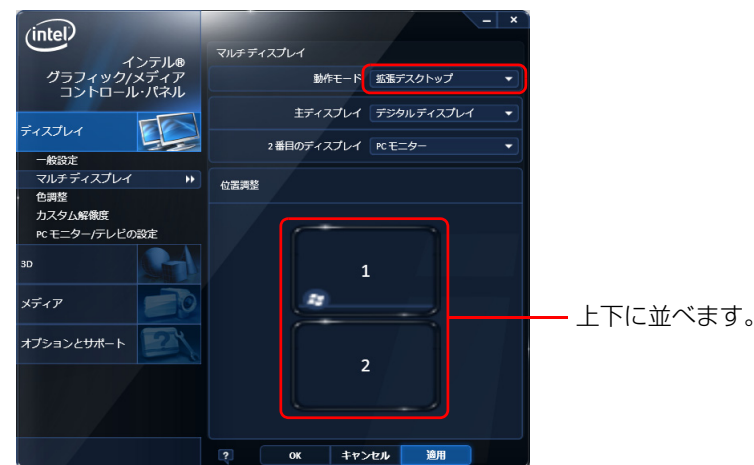 intel
インテル®
グラフィック/メディア
コントロール・パネル
ディスプレイ
一般設定
マルチ ディスプレイ
色調整
カスタム解像度
PC モニター/テレビの設定
3D
メディア
オプションとサポート
マルチ ディスプレイ
動作モード 拡張デスクトップ
主ディスプレイ デジタル ディスプレイ
2 番目のディスプレイ PC モニター
位置調整
1
2
上下に並べます。
? OK キャンセル 適用